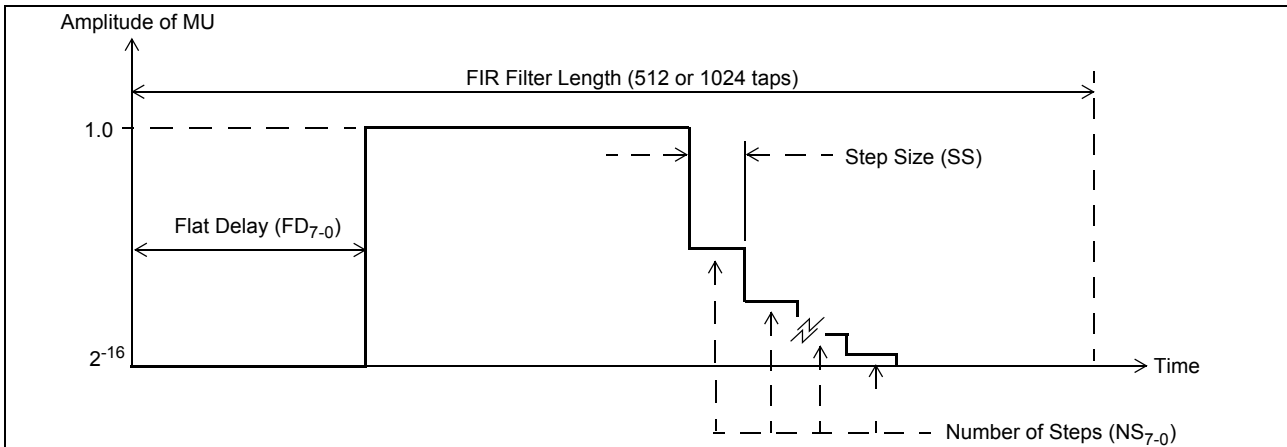 Amplitude of MU
FIR Filter Length (512 or 1024 taps)
1.0
Step Size (SS)
Flat Delay (FD7-0)
2-16
Time
Number of Steps (NS7-0)